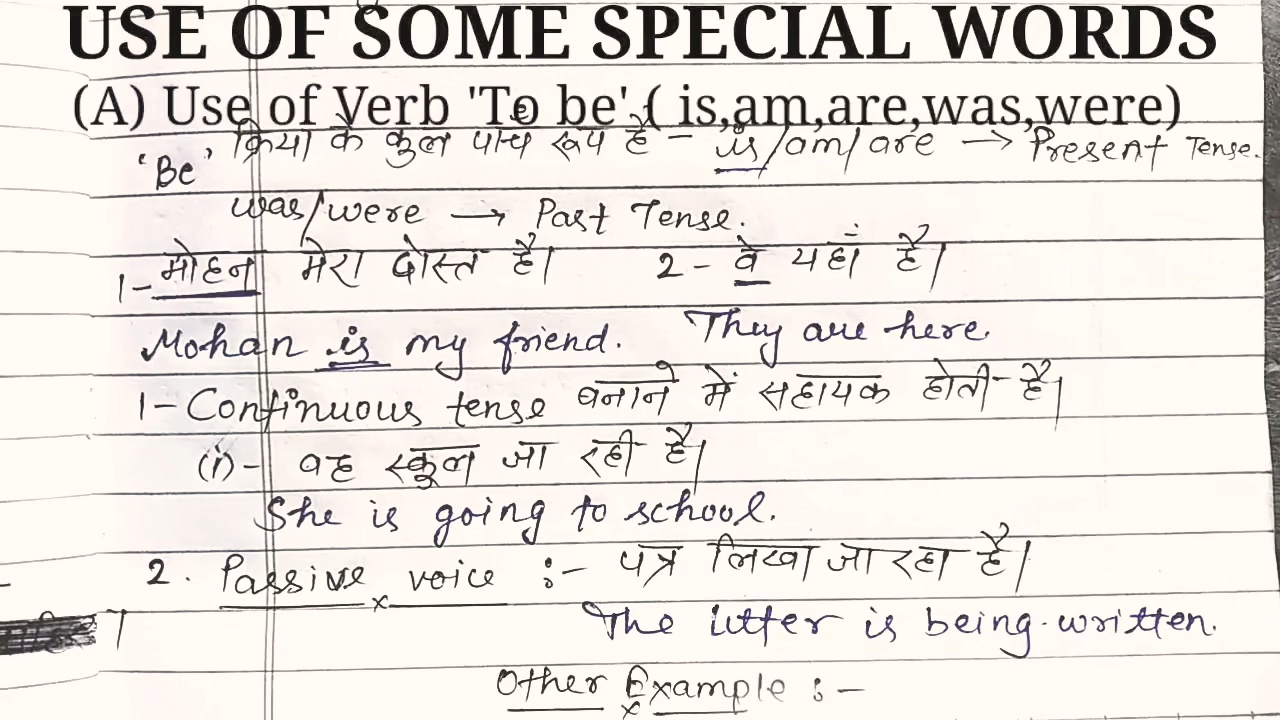 USE OF SOME SPECIAL WORDS
(A) Use of Verb 'To be' ( is,am,are,was,were)
'Be' क्रिया के कुल पांच रूप है - is/am/are → Present Tense.
was/were → Past Tense.
1- मोहन मेरा दोस्त है। 2- वे यहां है।
Mohan is my friend. They are here.
1- Continuous tense बनाने में सहायक होती है।
(i)- वह स्कूल जा रही है।
She is going to school.
2. Passive voice :- पत्र लिखा जा रहा है।
The letter is being written.
Other Example :-